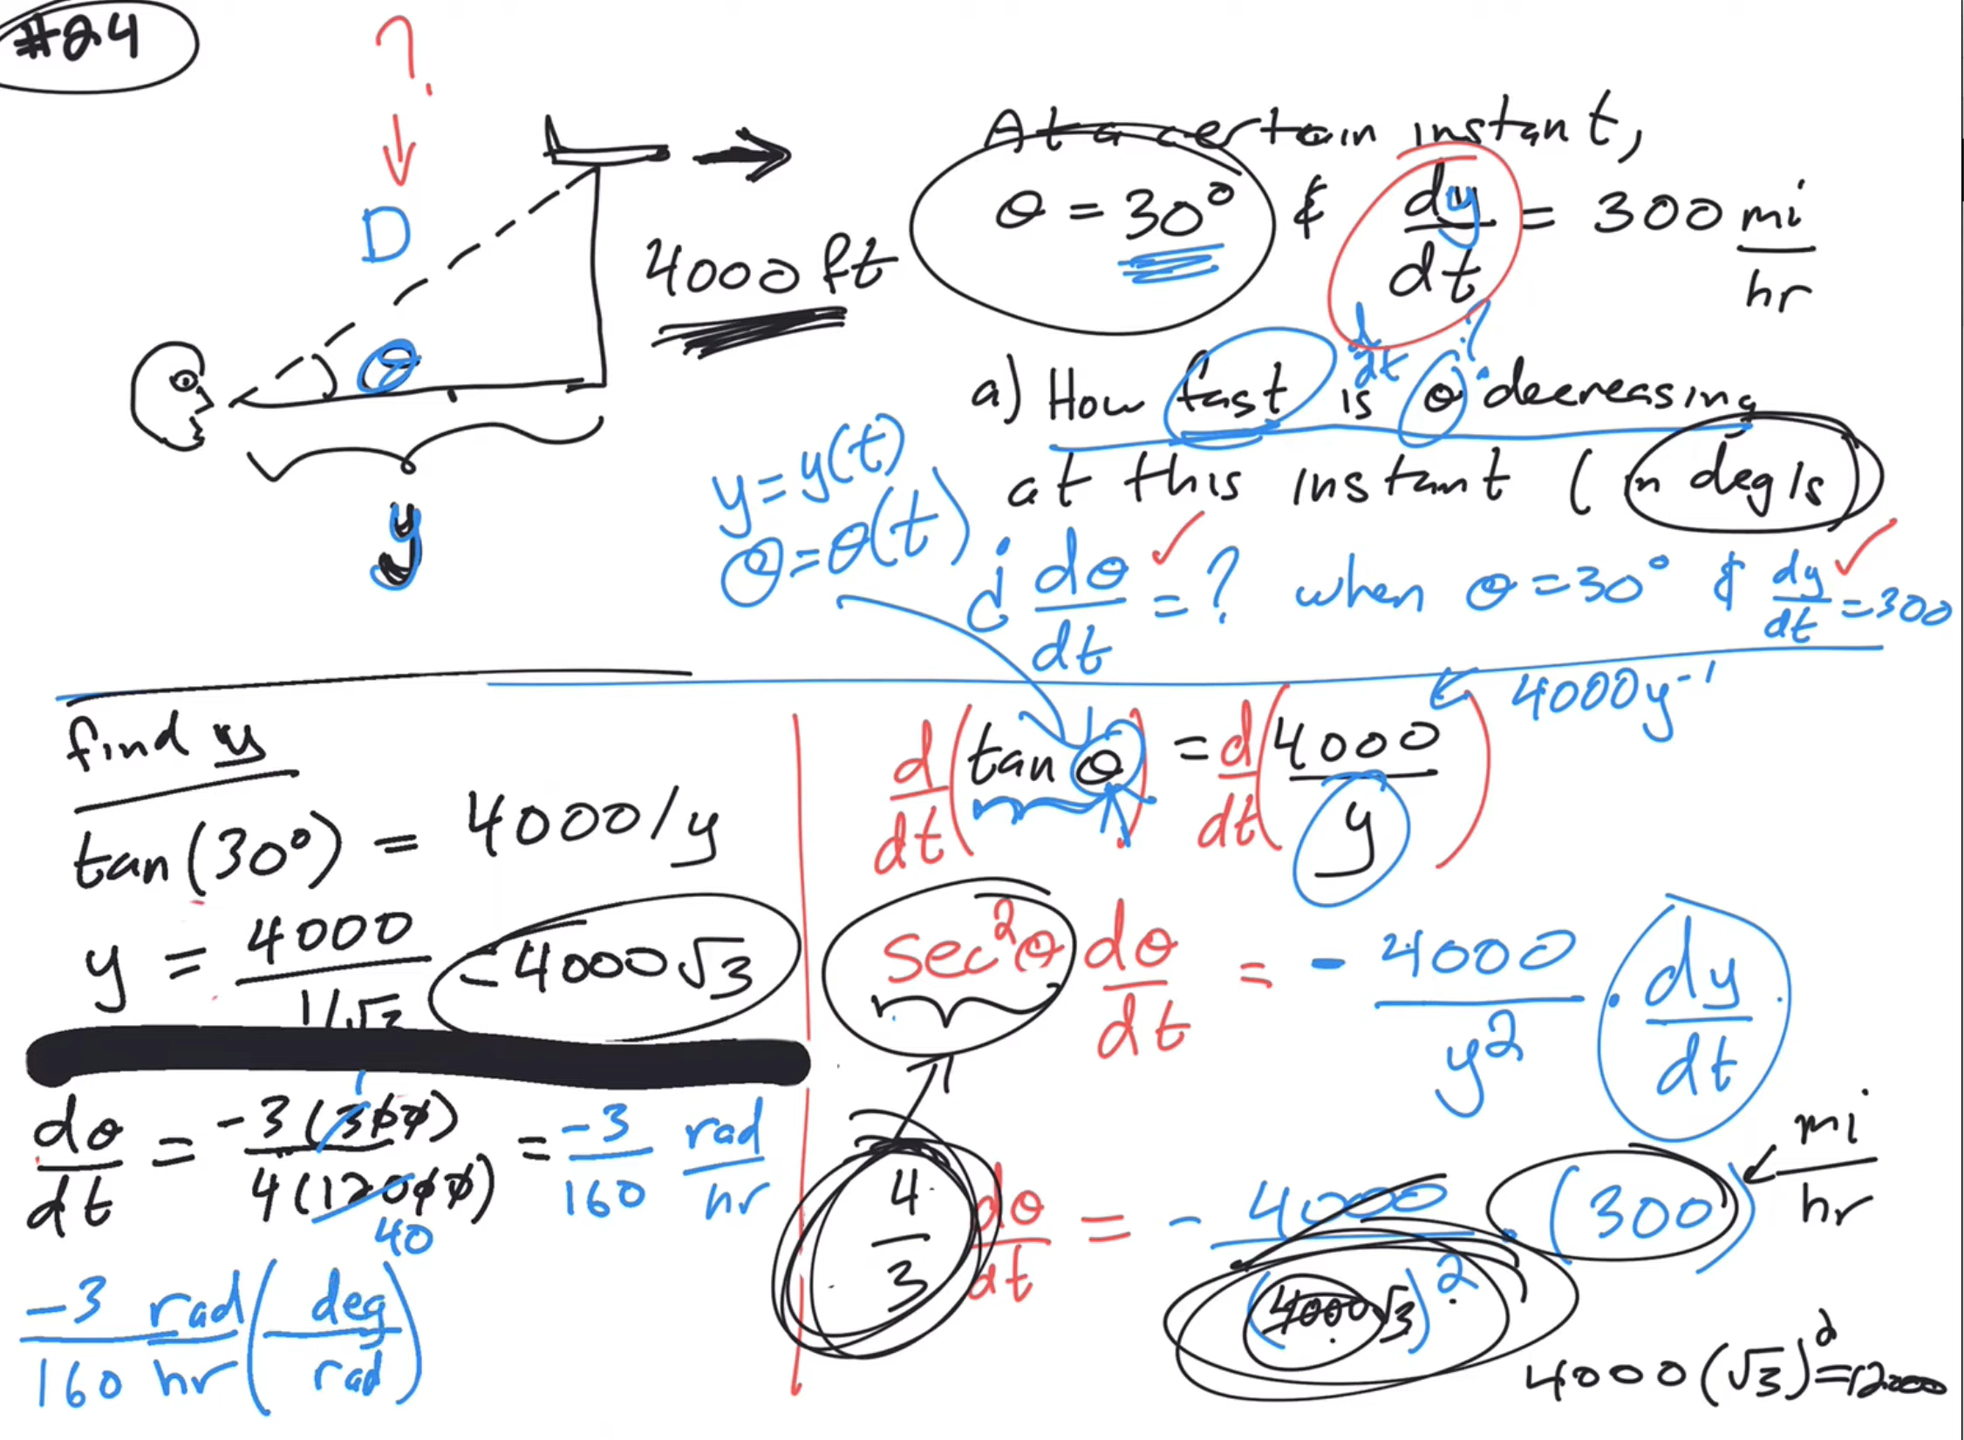 #24
?
D
θ
4000 ft
y
At a certain instant,
θ = 30° & dy/dt = 300 mi/hr
d/dt ?
a) How fast is θ decreasing
at this instant (in deg/s)
y = y(t)
θ = θ(t)
¿ dθ/dt = ? when θ = 30° & dy/dt = 300
find y
tan(30°) = 4000/y
y = 4000/(1/√3) = 4000√3
4000y⁻¹
d/dt (tan θ) = d/dt (4000/y)
sec²θ dθ/dt = - 4000/y² · dy/dt
4/3 dθ/dt = - 4000/(4000√3)² · (300) mi/hr
4000(√3)² = 12000
dθ/dt = -3(300)/4(12000) = -3/160 rad/hr
1
40
-3/160 rad/hr (deg/rad)